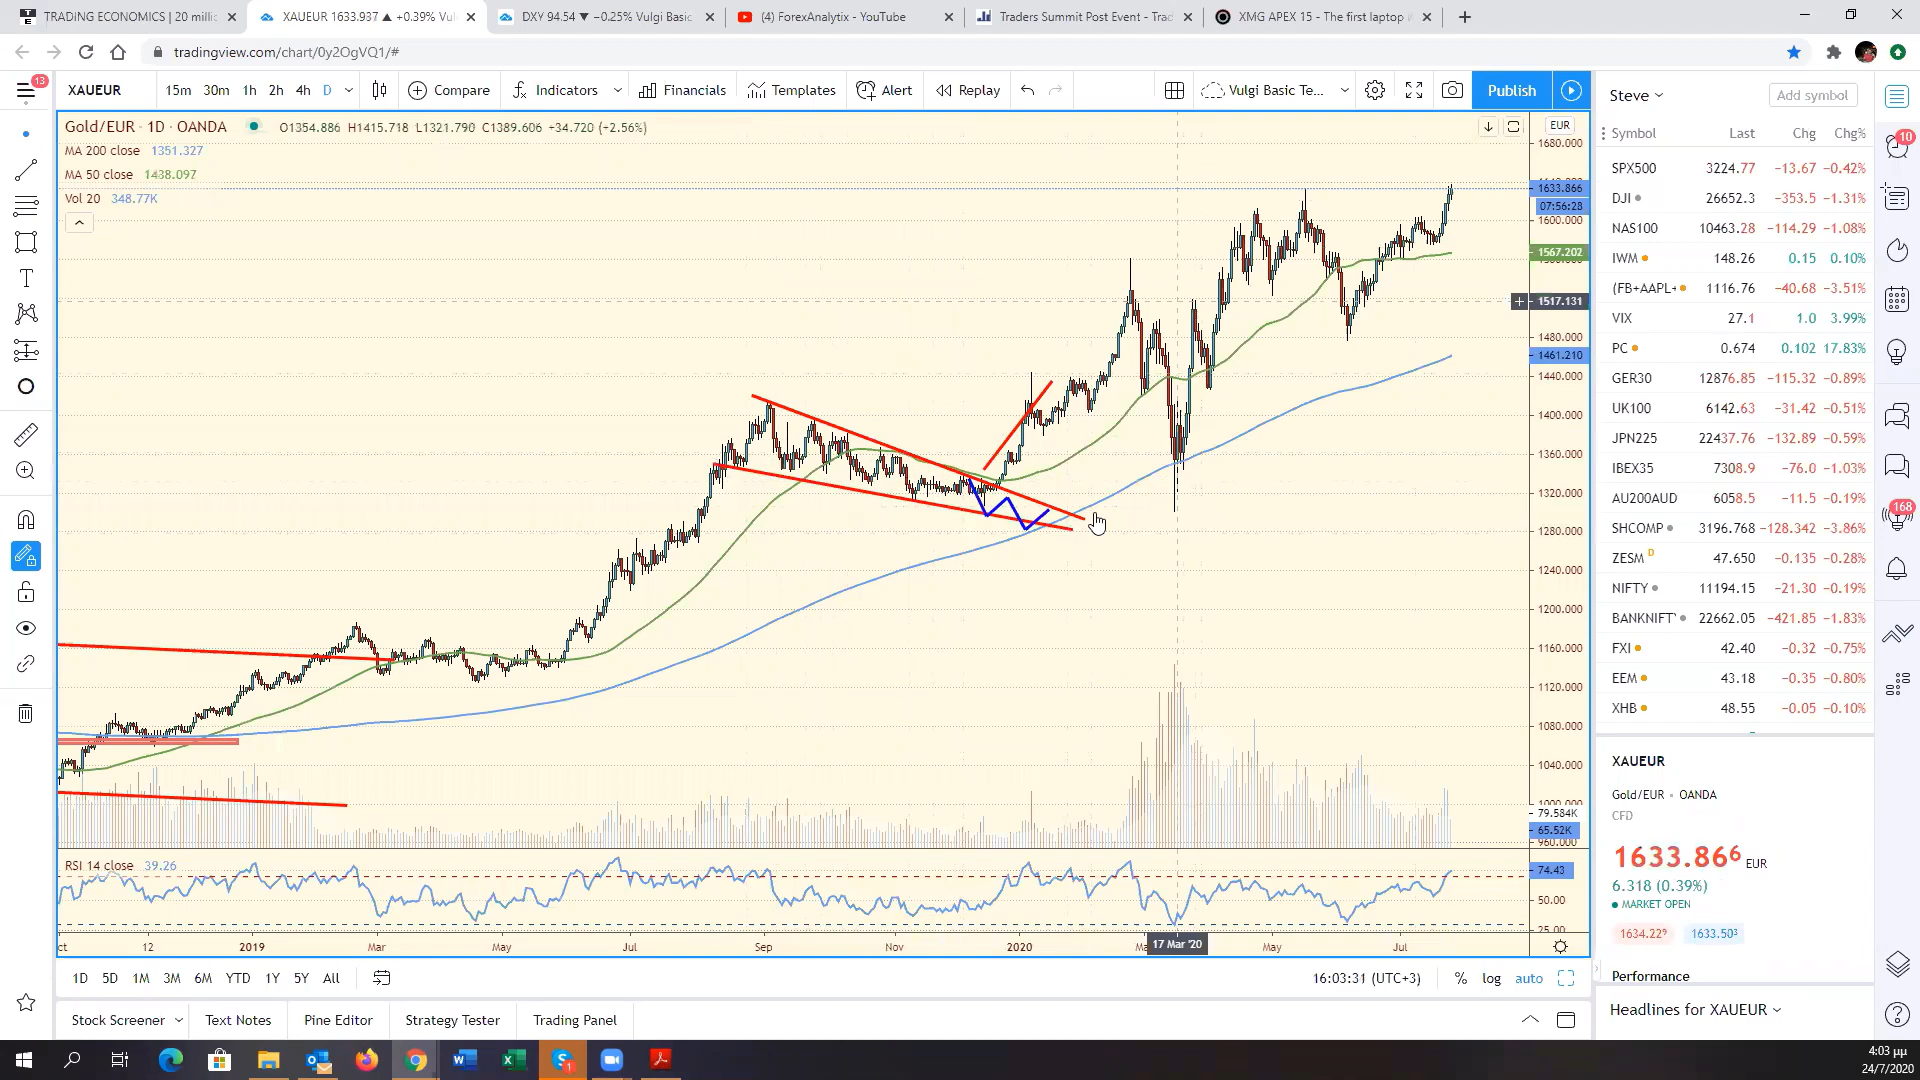 TRADING ECONOMICS | 20 milli
XAUEUR 1633.937 ▲ +0.39% Vul
DXY 94.54 ▼ −0.25% Vulgi Basic
(4) ForexAnalytix - YouTube
Traders Summit Post Event - Trad
XMG APEX 15 - The first laptop
tradingview.com/chart/0y2OgVQ1/#
13
XAUEUR 15m 30m 1h 2h 4h D Compare Indicators Financials Templates Alert Replay Vulgi Basic Te... Publish
Gold/EUR · 1D · OANDA O1354.886 H1415.718 L1321.790 C1389.606 +34.720 (+2.56%)
MA 200 close 1351.327
MA 50 close 1438.097
Vol 20 348.77K
EUR
1680.000
1633.866
07:56:28
1600.000
1567.202
1517.131
1480.000
1461.210
1440.000
1400.000
1360.000
1320.000
1280.000
1240.000
1200.000
1160.000
1120.000
1080.000
1040.000
1000.000
79.584K
65.52K
960.000
RSI 14 close 39.26
74.43
50.00
25.00
12 2019 Mar May Jul Sep Nov 2020 17 Mar '20 May Jul
1D 5D 1M 3M 6M YTD 1Y 5Y All
16:03:31 (UTC+3) % log auto
Stock Screener Text Notes Pine Editor Strategy Tester Trading Panel
Steve
Add symbol
Symbol Last Chg Chg%
SPX500 3224.77 −13.67 −0.42%
DJI 26652.3 −353.5 −1.31%
NAS100 10463.28 −114.29 −1.08%
IWM 148.26 0.15 0.10%
(FB+AAPL+ 1116.76 −40.68 −3.51%
VIX 27.1 1.0 3.99%
PC 0.674 0.102 17.83%
GER30 12876.85 −115.32 −0.89%
UK100 6142.63 −31.42 −0.51%
JPN225 22437.76 −132.89 −0.59%
IBEX35 7308.9 −76.0 −1.03%
AU200AUD 6058.5 −11.5 −0.19%
SHCOMP 3196.768 −128.342 −3.86%
ZESM D 47.650 −0.135 −0.28%
NIFTY 11194.15 −21.30 −0.19%
BANKNIFTY 22662.05 −421.85 −1.83%
FXI 42.40 −0.32 −0.75%
EEM 43.18 −0.35 −0.80%
XHB 48.55 −0.05 −0.10%
XAUEUR
Gold/EUR OANDA
CFD
1633.866 EUR
6.318 (0.39%)
MARKET OPEN
1634.229 1633.503
Performance
Headlines for XAUEUR
10
168
4:03 μμ
24/7/2020